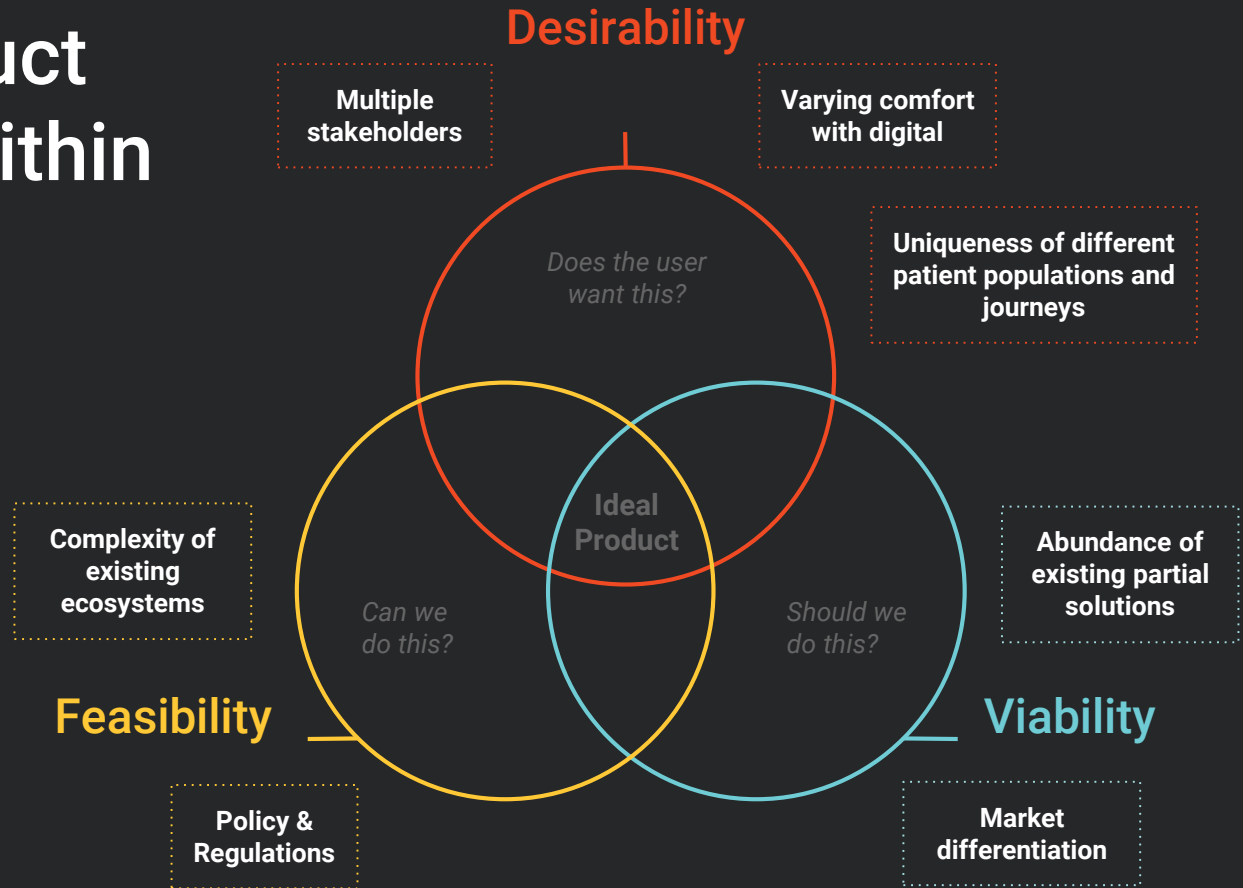 uct
ithin
Desirability
Multiple
stakeholders
Varying comfort
with digital
Uniqueness of different
patient populations and
journeys
Does the user
want this?
Ideal
Product
Complexity of
existing
ecosystems
Can we
do this?
Should we
do this?
Abundance of
existing partial
solutions
Feasibility
Viability
Policy &
Regulations
Market
differentiation